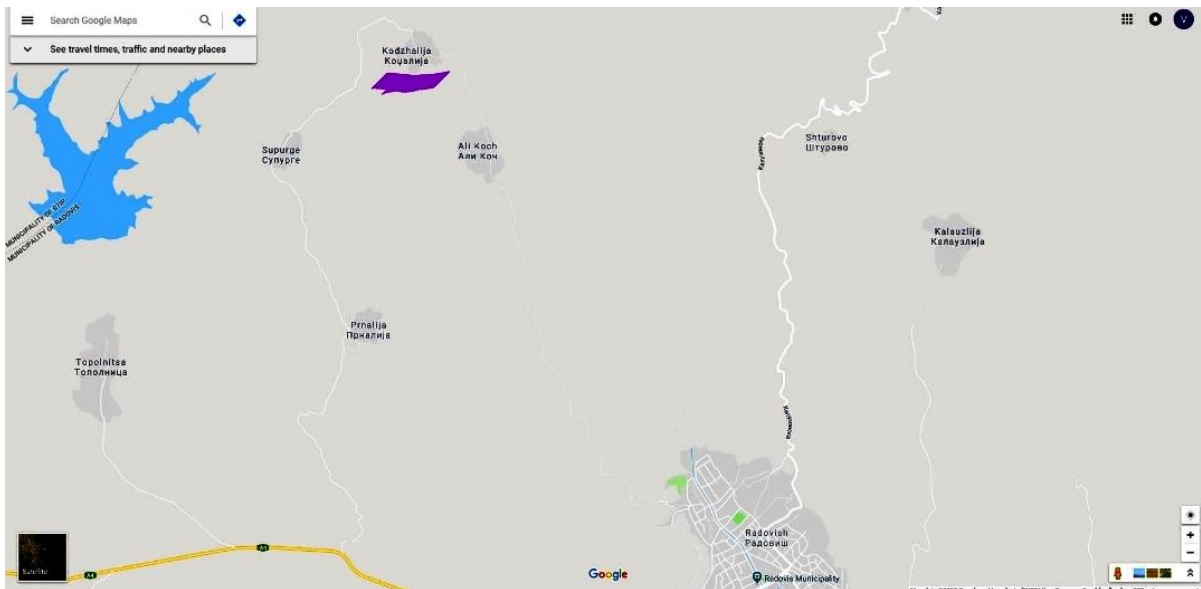 Search Google Maps
See travel times, traffic and nearby places
Kodzhalija
Коџалија
Supurge
Супурге
Ali Koch
Али Коч
Shturovo
Штурово
Kalauzlija
Калаузлија
MUNICIPALITY OF STIP
MUNICIPALITY OF RADOVIŠ
Prnalija
Прналија
Topolnitsa
Тополница
Radovish
Радовиш
Radovis Municipality
A4
A4
Satellite
Google
V